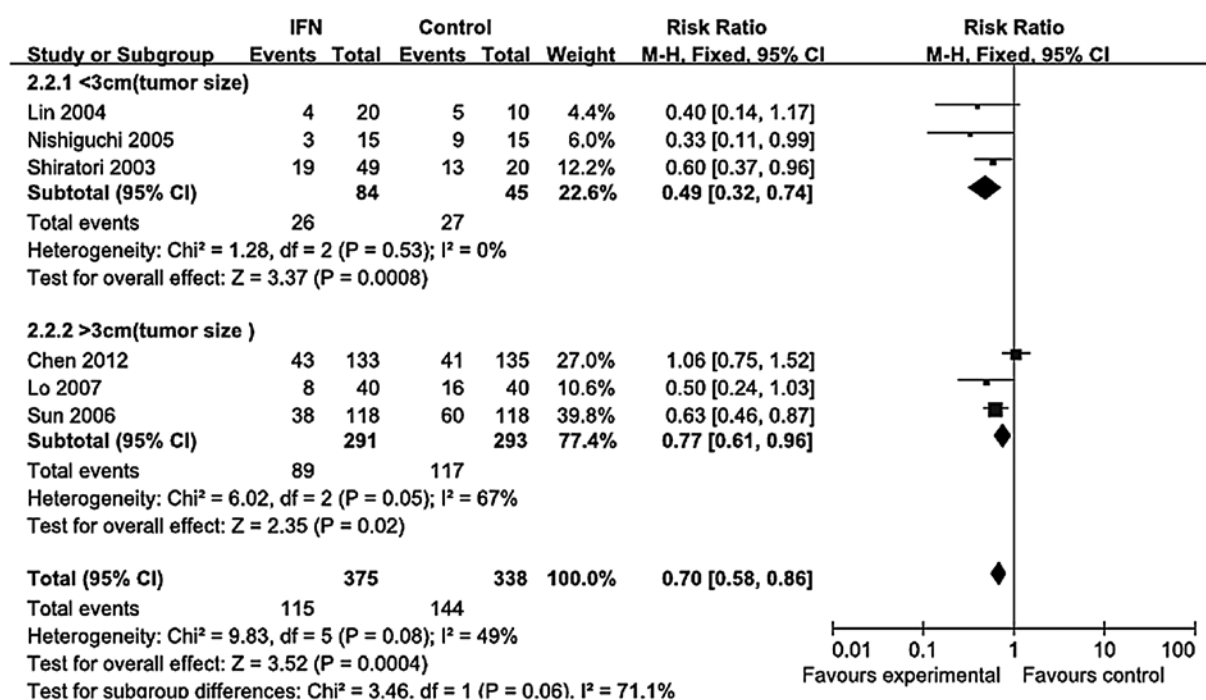 IFN Control Risk Ratio Risk Ratio
Study or Subgroup Events Total Events Total Weight M-H, Fixed, 95% CI M-H, Fixed, 95% CI
2.2.1 <3cm(tumor size)
Lin 2004 4 20 5 10 4.4% 0.40 [0.14, 1.17]
Nishiguchi 2005 3 15 9 15 6.0% 0.33 [0.11, 0.99]
Shiratori 2003 19 49 13 20 12.2% 0.60 [0.37, 0.96]
Subtotal (95% CI) 84 45 22.6% 0.49 [0.32, 0.74]
Total events 26 27
Heterogeneity: Chi² = 1.28, df = 2 (P = 0.53); I² = 0%
Test for overall effect: Z = 3.37 (P = 0.0008)
2.2.2 >3cm(tumor size )
Chen 2012 43 133 41 135 27.0% 1.06 [0.75, 1.52]
Lo 2007 8 40 16 40 10.6% 0.50 [0.24, 1.03]
Sun 2006 38 118 60 118 39.8% 0.63 [0.46, 0.87]
Subtotal (95% CI) 291 293 77.4% 0.77 [0.61, 0.96]
Total events 89 117
Heterogeneity: Chi² = 6.02, df = 2 (P = 0.05); I² = 67%
Test for overall effect: Z = 2.35 (P = 0.02)
Total (95% CI) 375 338 100.0% 0.70 [0.58, 0.86]
Total events 115 144
Heterogeneity: Chi² = 9.83, df = 5 (P = 0.08); I² = 49%
Test for overall effect: Z = 3.52 (P = 0.0004)
Test for subgroup differences: Chi² = 3.46, df = 1 (P = 0.06), I² = 71.1%
0.01 0.1 1 10 100
Favours experimental Favours control